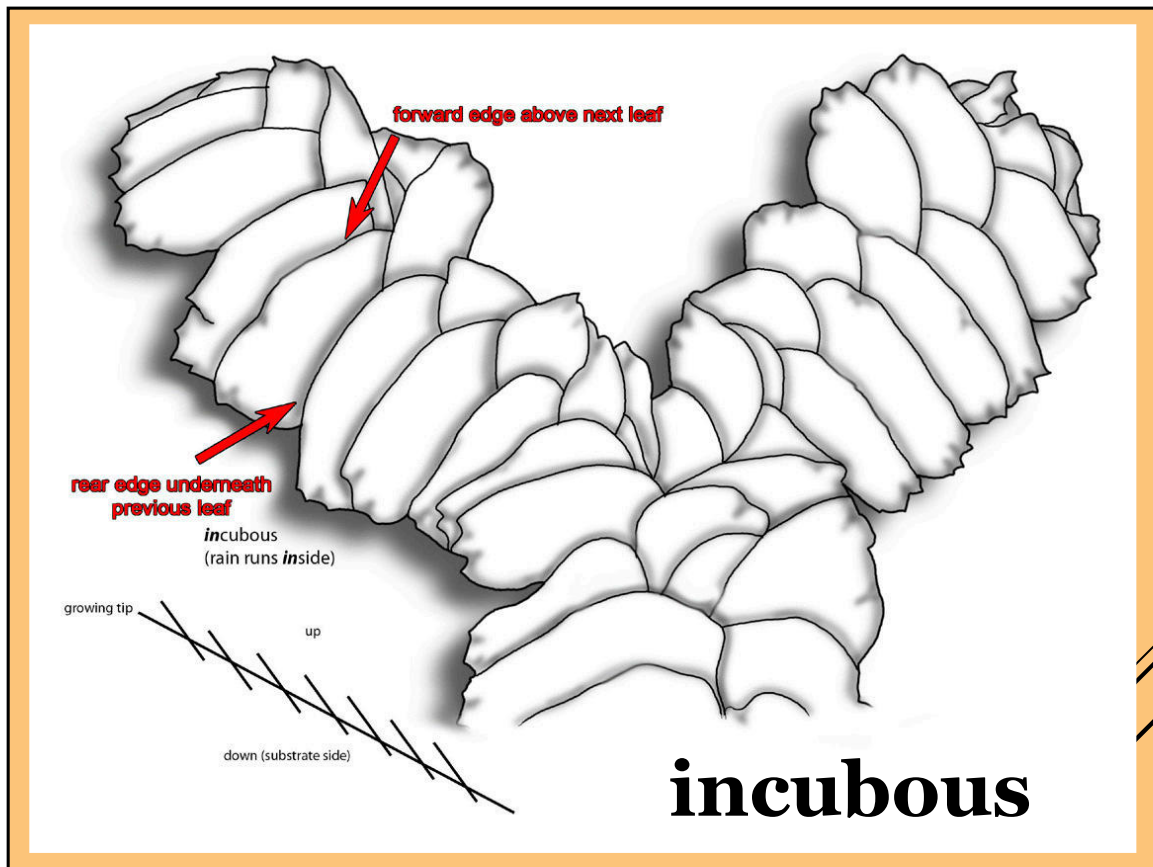 forward edge above next leaf
rear edge underneath
previous leaf
incubous
(rain runs inside)
growing tip
up
down (substrate side)
incubous